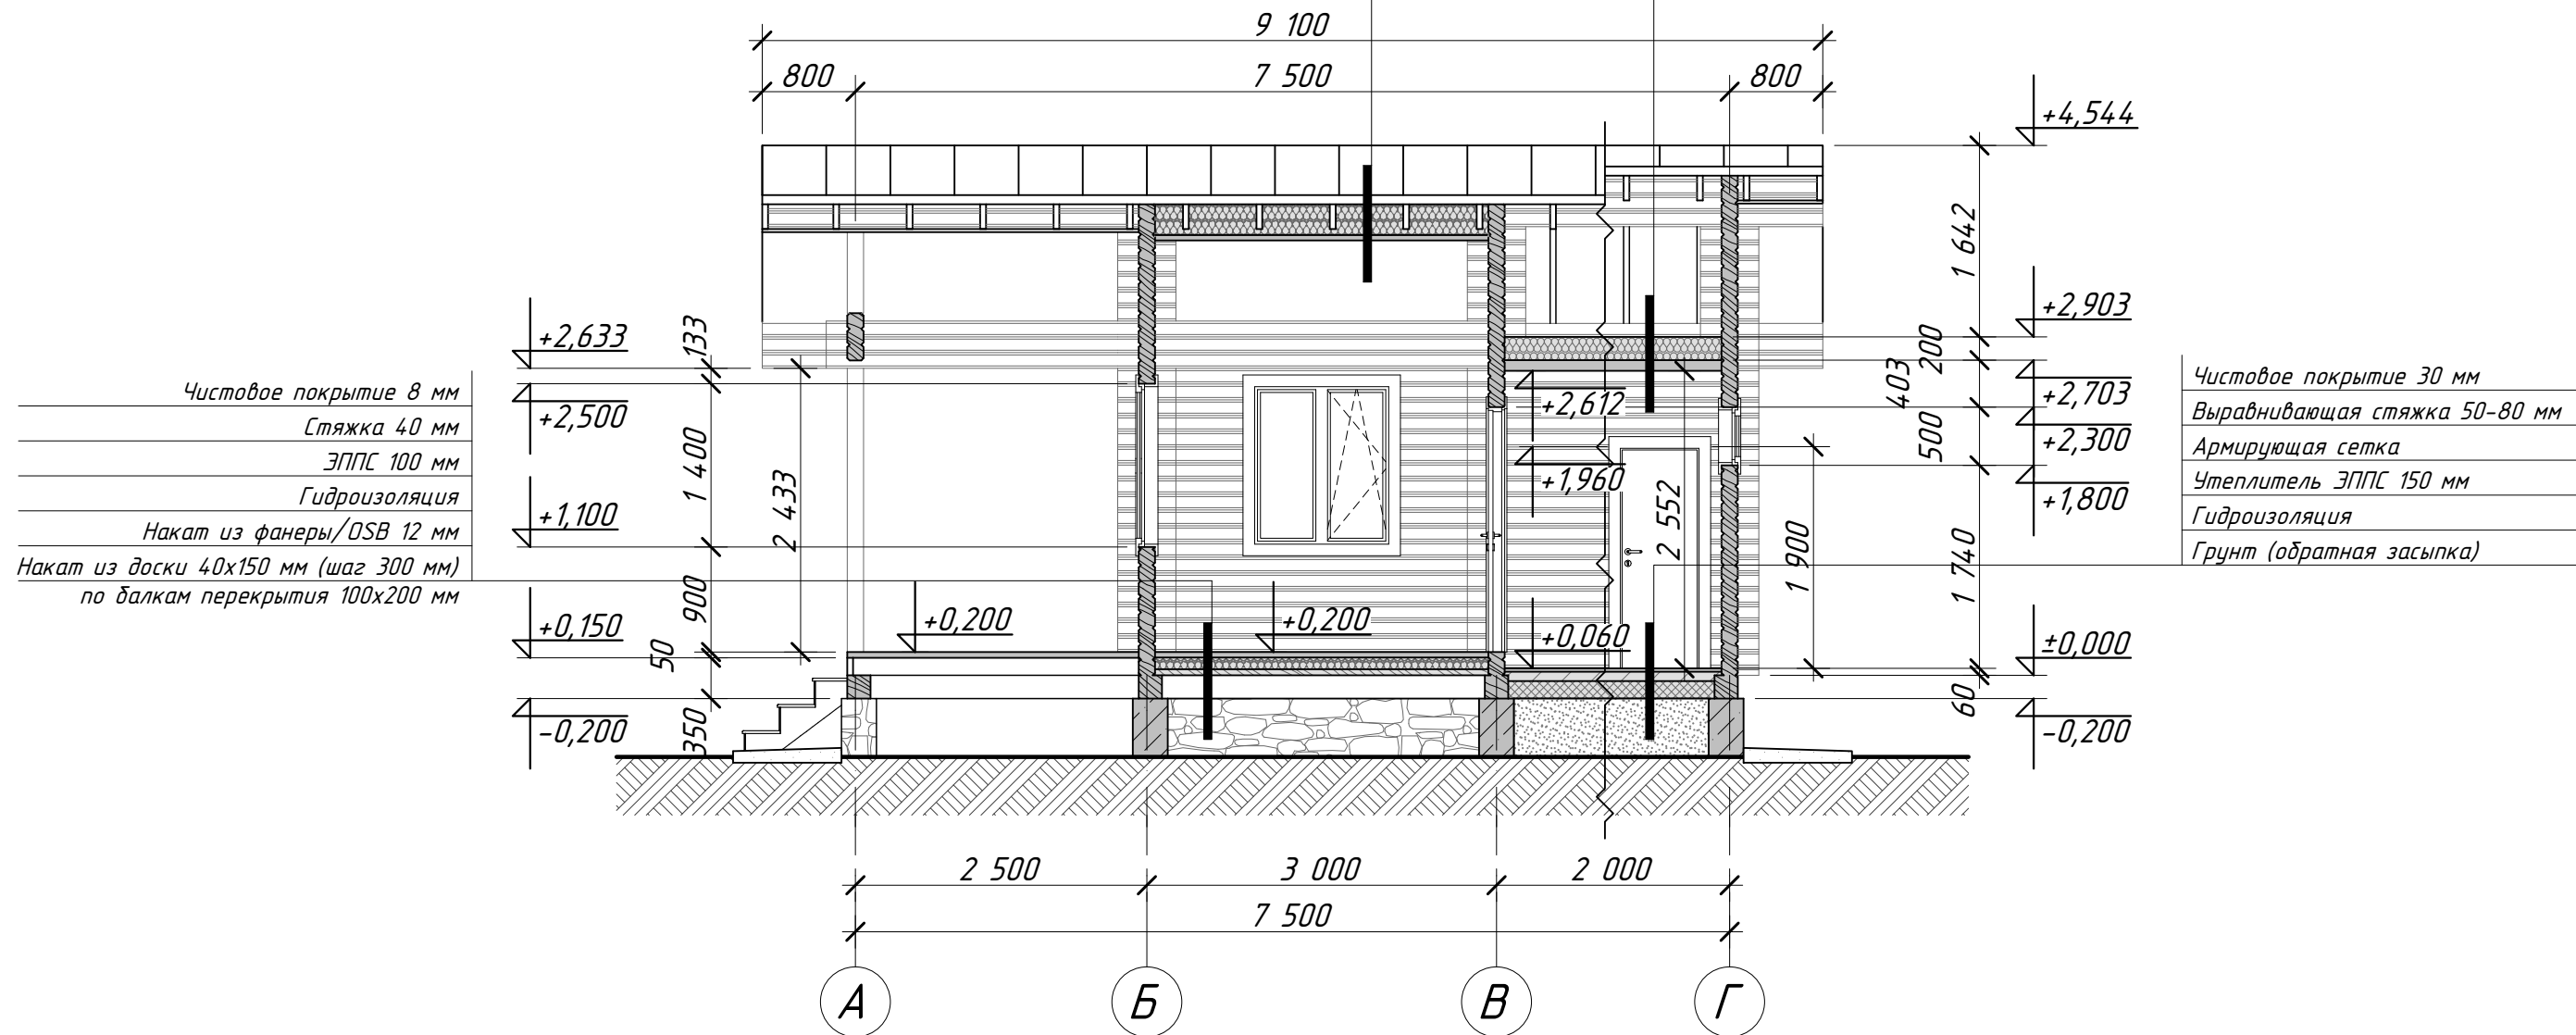 9 100
800
7 500
800
+4,544
1 642
+2,903
200
+2,633
133
403
+2,703
Чистовое покрытие 8 мм
Стяжка 40 мм
ЭППС 100 мм
Гидроизоляция
Накат из фанеры/OSB 12 мм
Накат из доски 40х150 мм (шаг 300 мм)
по балкам перекрытия 100х200 мм
+2,500
1 400
+1,100
2 433
900
+0,150
50
350
-0,200
+0,200
+0,200
+2,612
+1,960
2 552
+0,060
1 900
500
+2,300
+1,800
1 740
±0,000
60
-0,200
Чистовое покрытие 30 мм
Выравнивающая стяжка 50-80 мм
Армирующая сетка
Утеплитель ЭППС 150 мм
Гидроизоляция
Грунт (обратная засыпка)
2 500
3 000
2 000
7 500
А
Б
В
Г